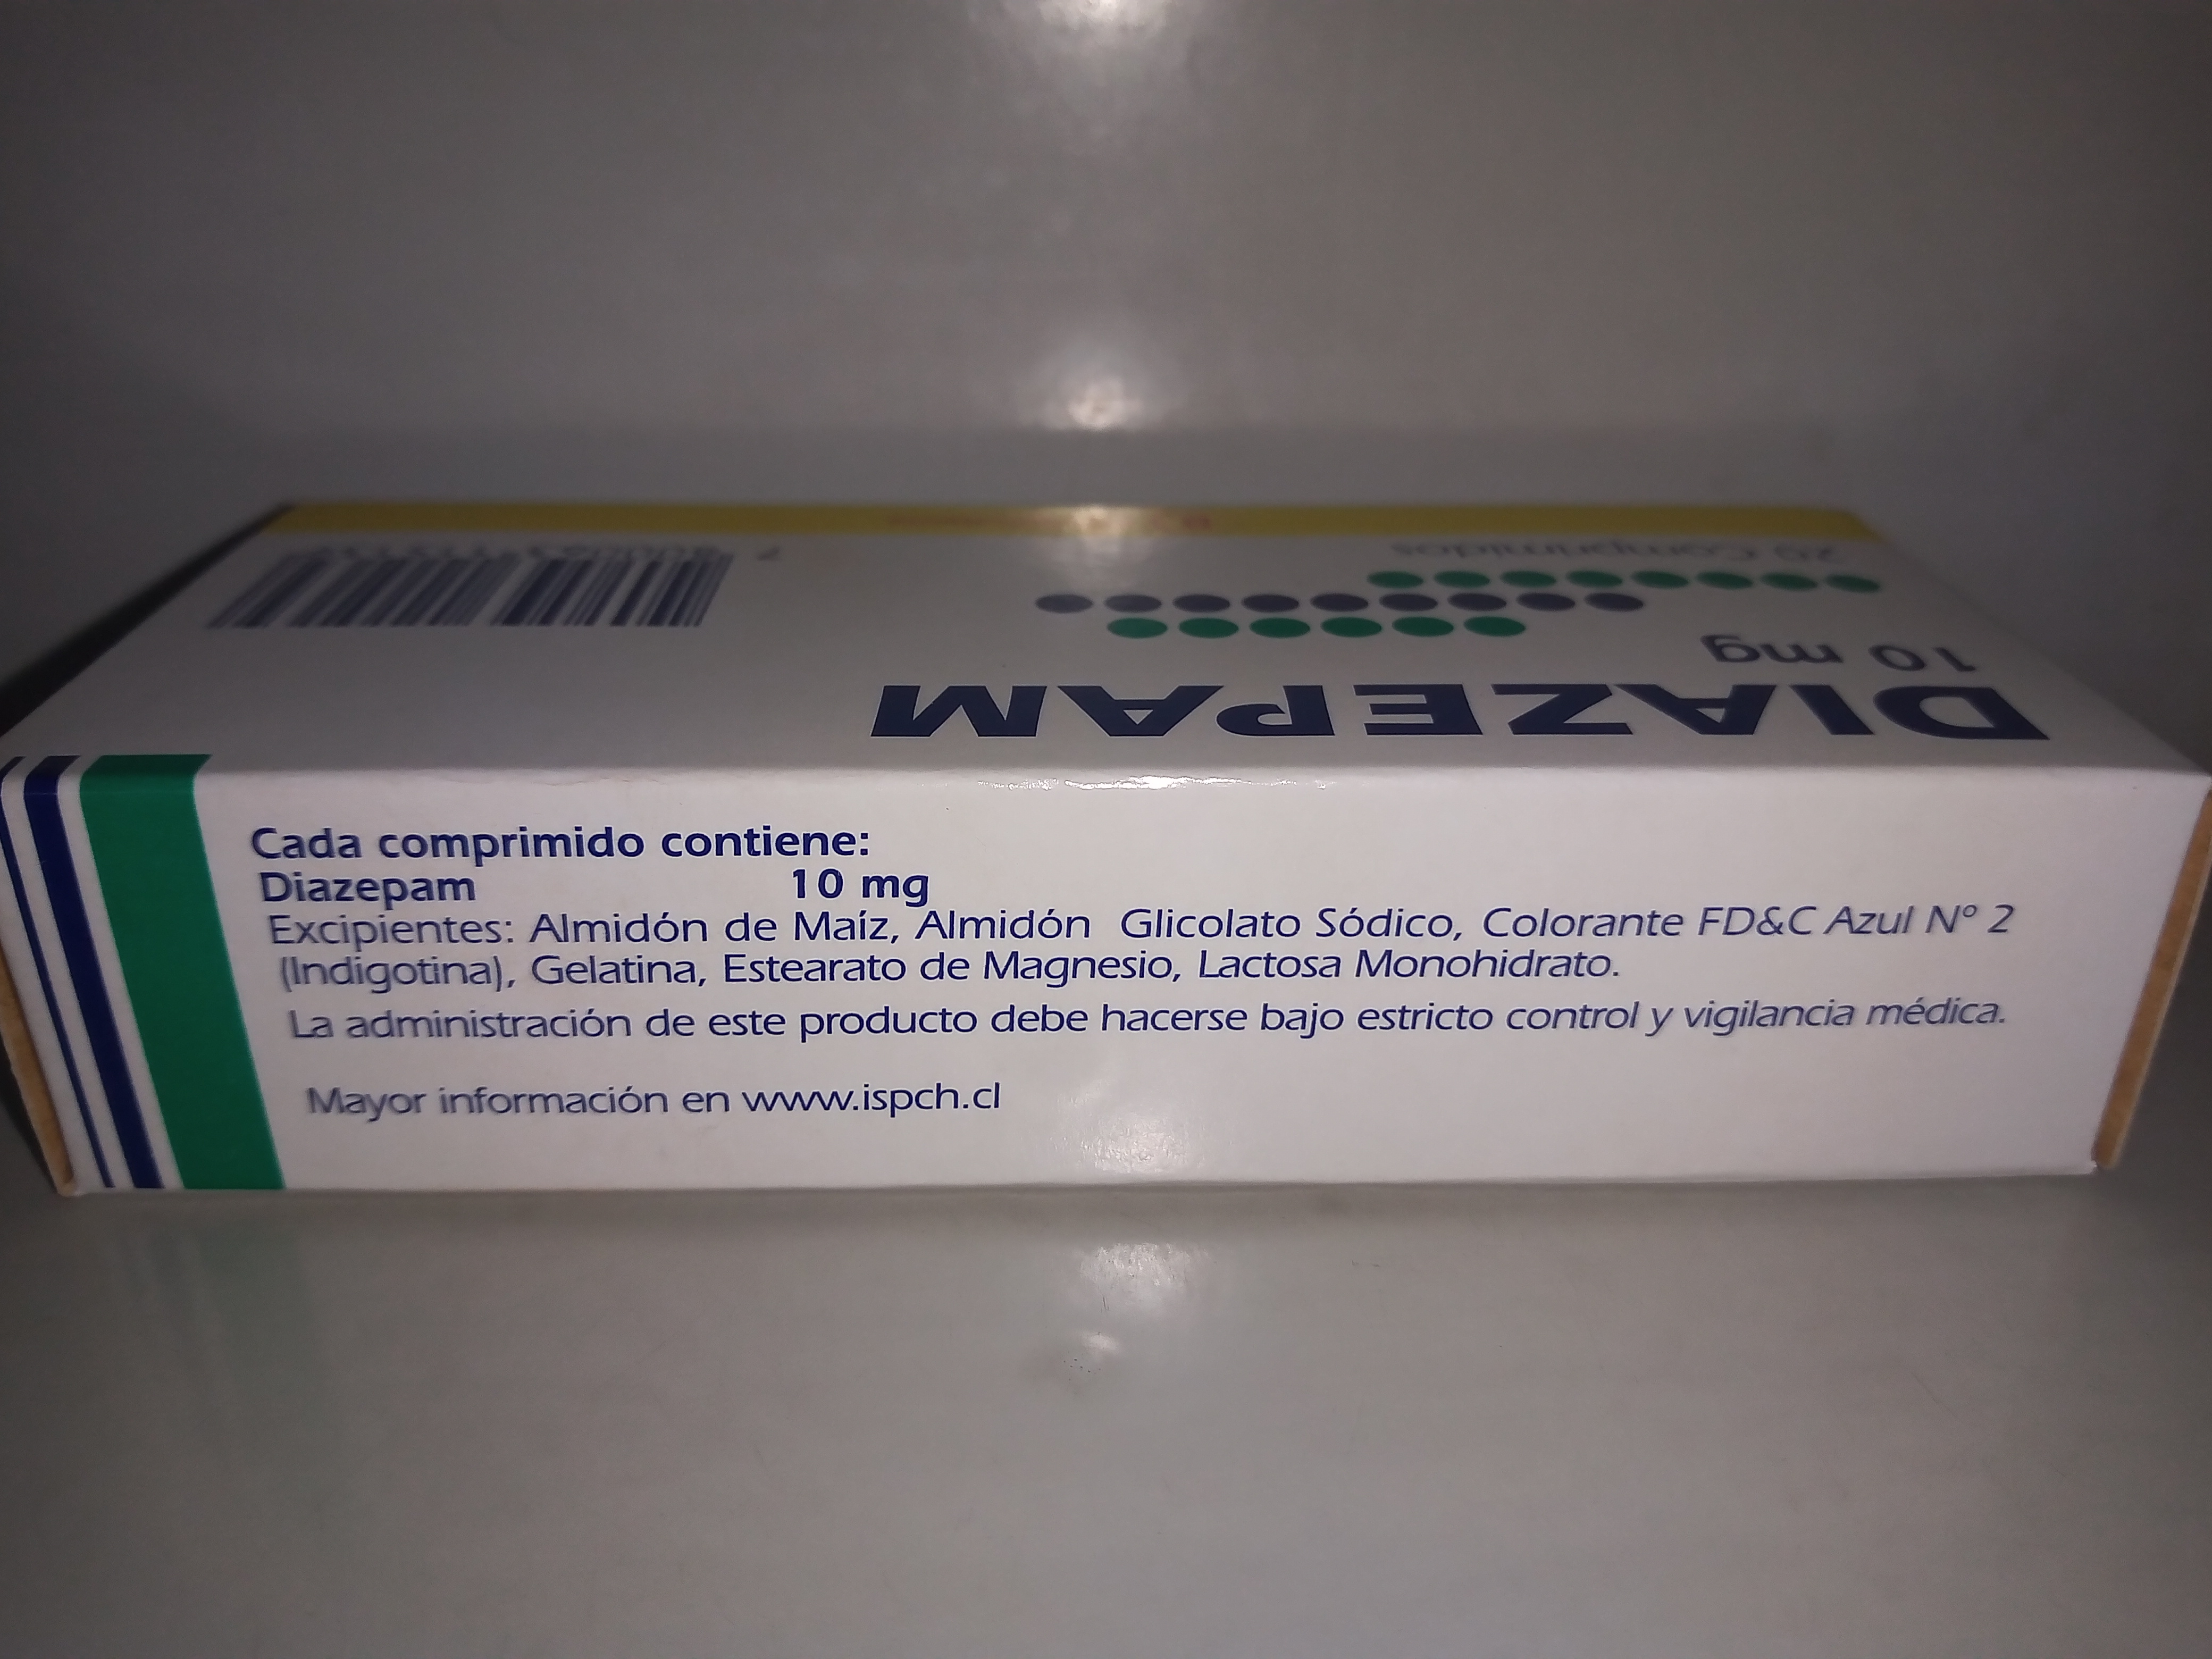 20 Comprimidos
10 mg
DIAZEPAM
Cada comprimido contiene:
Diazepam 10 mg
Excipientes: Almidón de Maíz, Almidón Glicolato Sódico, Colorante FD&C Azul N° 2
(Indigotina), Gelatina, Estearato de Magnesio, Lactosa Monohidrato.
La administración de este producto debe hacerse bajo estricto control y vigilancia médica.
Mayor información en www.ispch.cl